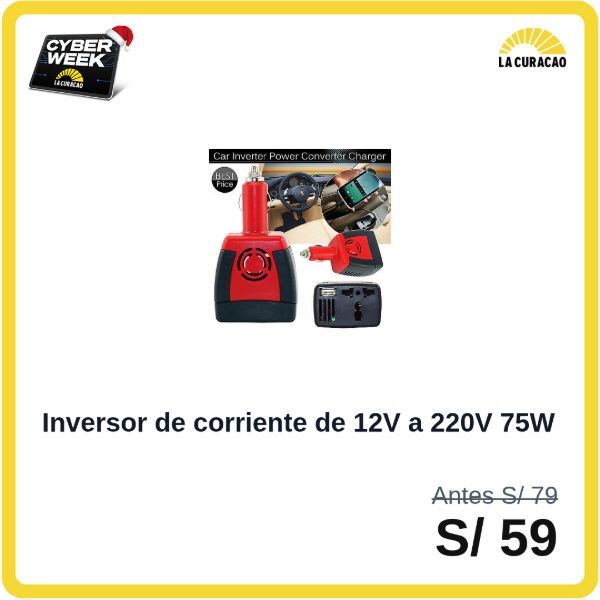 CYBER
WEEK
LA CURACAO
LA CURACAO
Car Inverter Power Converter Charger
BEST
Price
Inversor de corriente de 12V a 220V 75W
Antes S/ 79
S/ 59